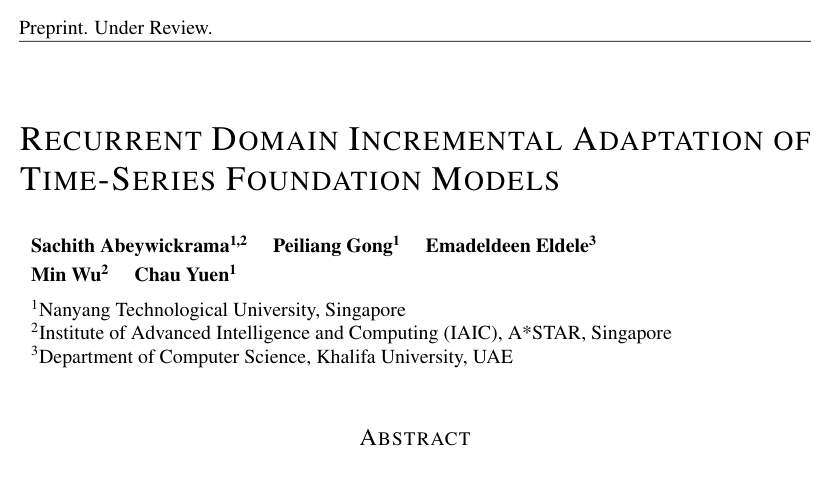 Preprint. Under Review.
RECURRENT DOMAIN INCREMENTAL ADAPTATION OF
TIME-SERIES FOUNDATION MODELS
Sachith Abeywickrama1,2 Peiliang Gong1 Emadeldeen Eldele3
Min Wu2 Chau Yuen1
1Nanyang Technological University, Singapore
2Institute of Advanced Intelligence and Computing (IAIC), A*STAR, Singapore
3Department of Computer Science, Khalifa University, UAE
ABSTRACT